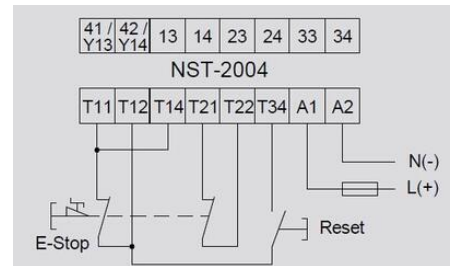 41 / 42 /
Y13 Y14 13 14 23 24 33 34
NST-2004
T11 T12 T14 T21 T22 T34 A1 A2
N(-)
L(+)
Reset
E-Stop